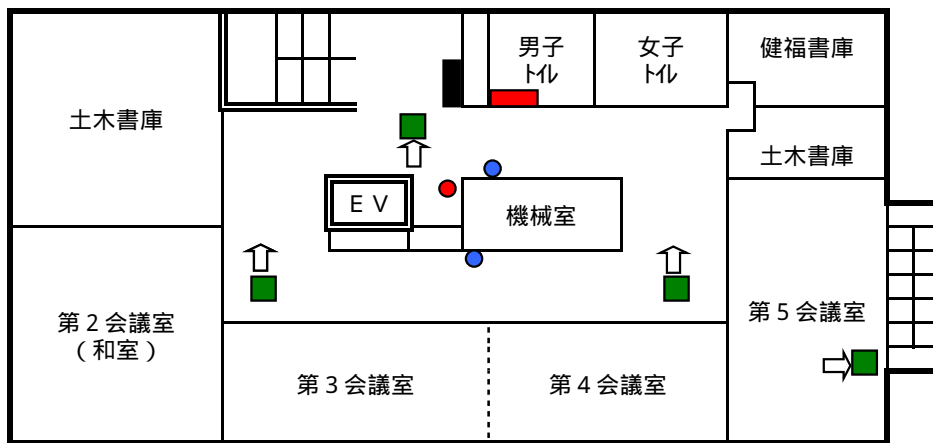 男子
トイレ
女子
トイレ
健福書庫
土木書庫
土木書庫
ＥＶ
機械室
第２会議室
（和室）
第５会議室
第３会議室
第４会議室